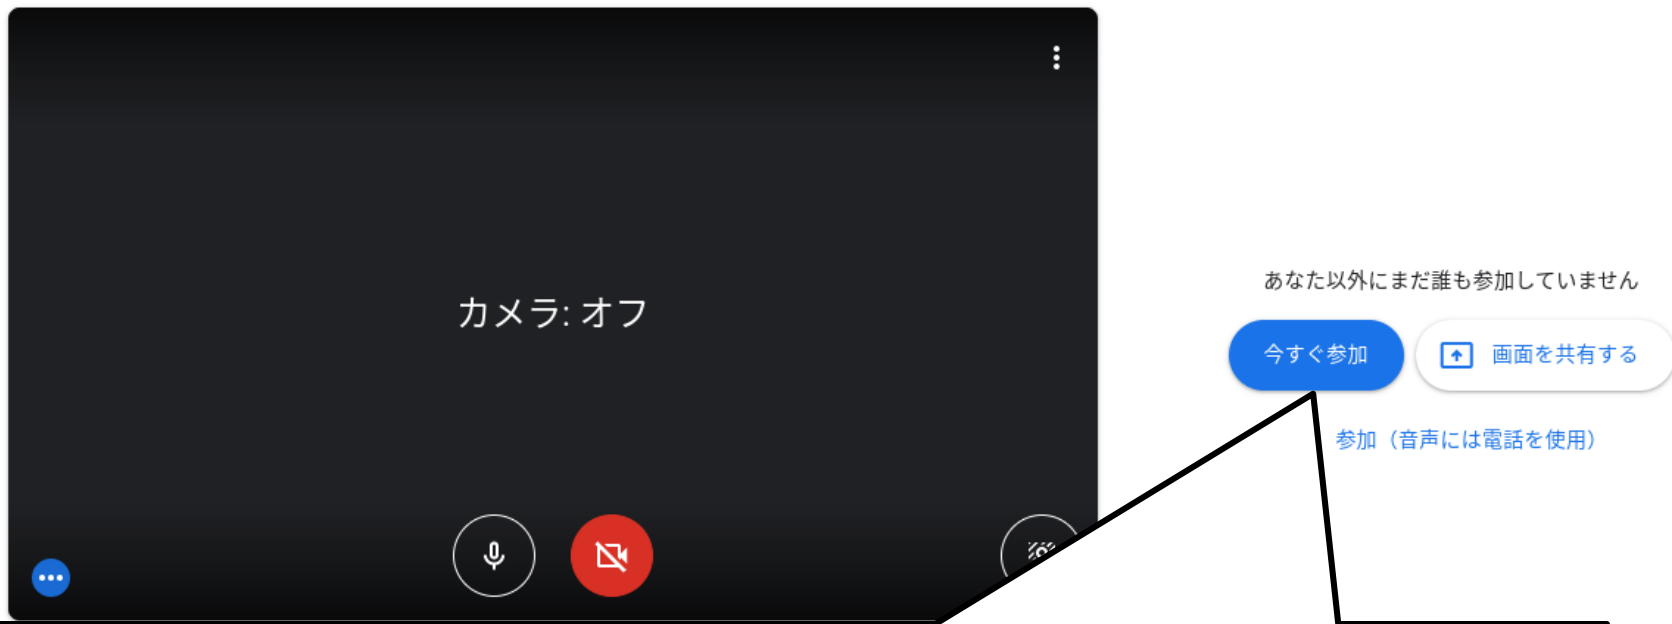 カメラ: オフ
あなた以外にまだ誰も参加していません
今すぐ参加
画面を共有する
参加（音声には電話を使用）